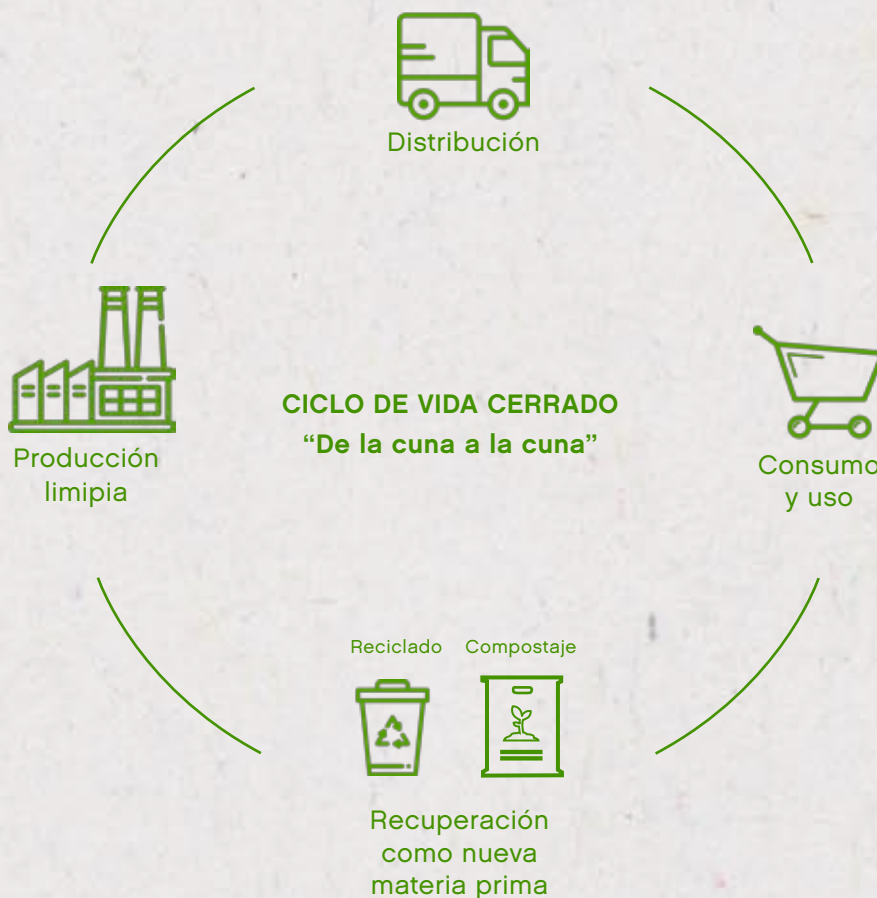 Distribución
CICLO DE VIDA CERRADO
“De la cuna a la cuna”
Producción
limipia
Consumo
y uso
Reciclado
Compostaje
Recuperación
como nueva
materia prima